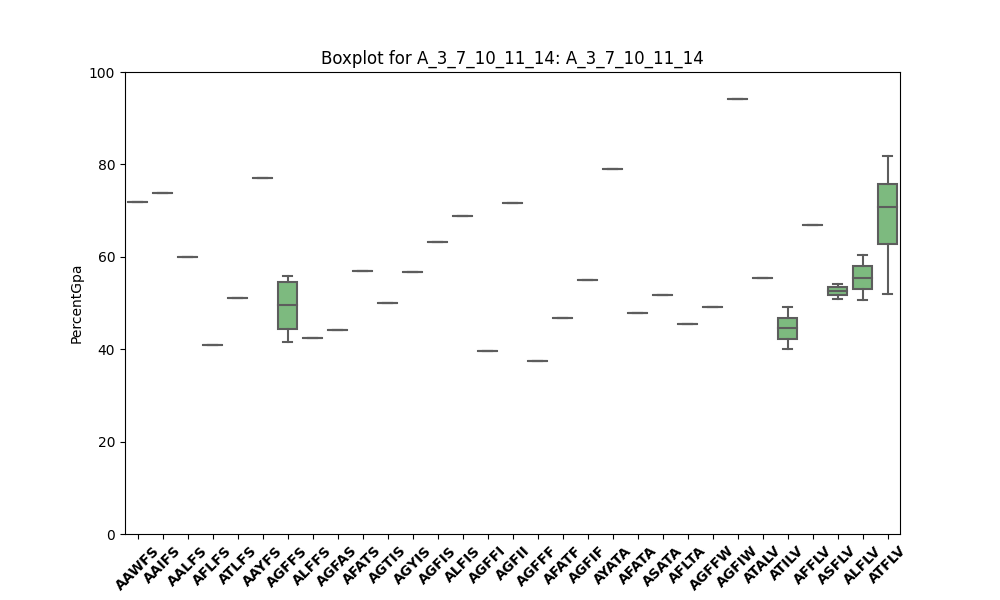 Boxplot for A_3_7_10_11_14: A_3_7_10_11_14
100
80
60
40
20
0
PercentGpa
AAWFS
AAIFS
AALFS
AFLFS
ATLFS
AAYFS
AGFFS
ALFFS
AGFAS
AFATS
AGTIS
AGYIS
AGFIS
ALFIS
AGFFI
AGFII
AGFFF
AFATF
AGFIF
AYATA
AFATA
ASATA
AFLTA
AGFFW
AGFIW
ATALV
ATILV
AFFLV
ASFLV
ALFLV
ATFLV